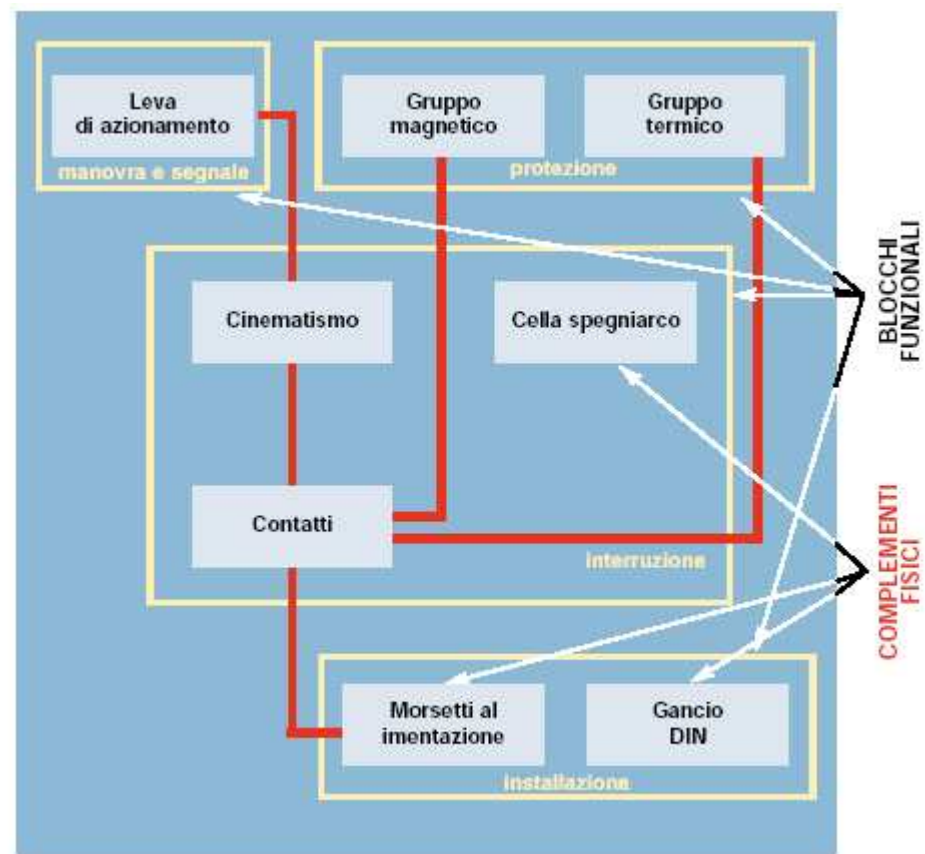 Leva
di azionamento
manovra e segnale
Gruppo
magnetico
Gruppo
termico
protezione
Cinematismo
Cella spegniarco
Contatti
interruzione
Morsetti al
imentazione
Gancio
DIN
installazione
BLOCCHI
FUNZIONALI
COMPLEMENTI
FISICI